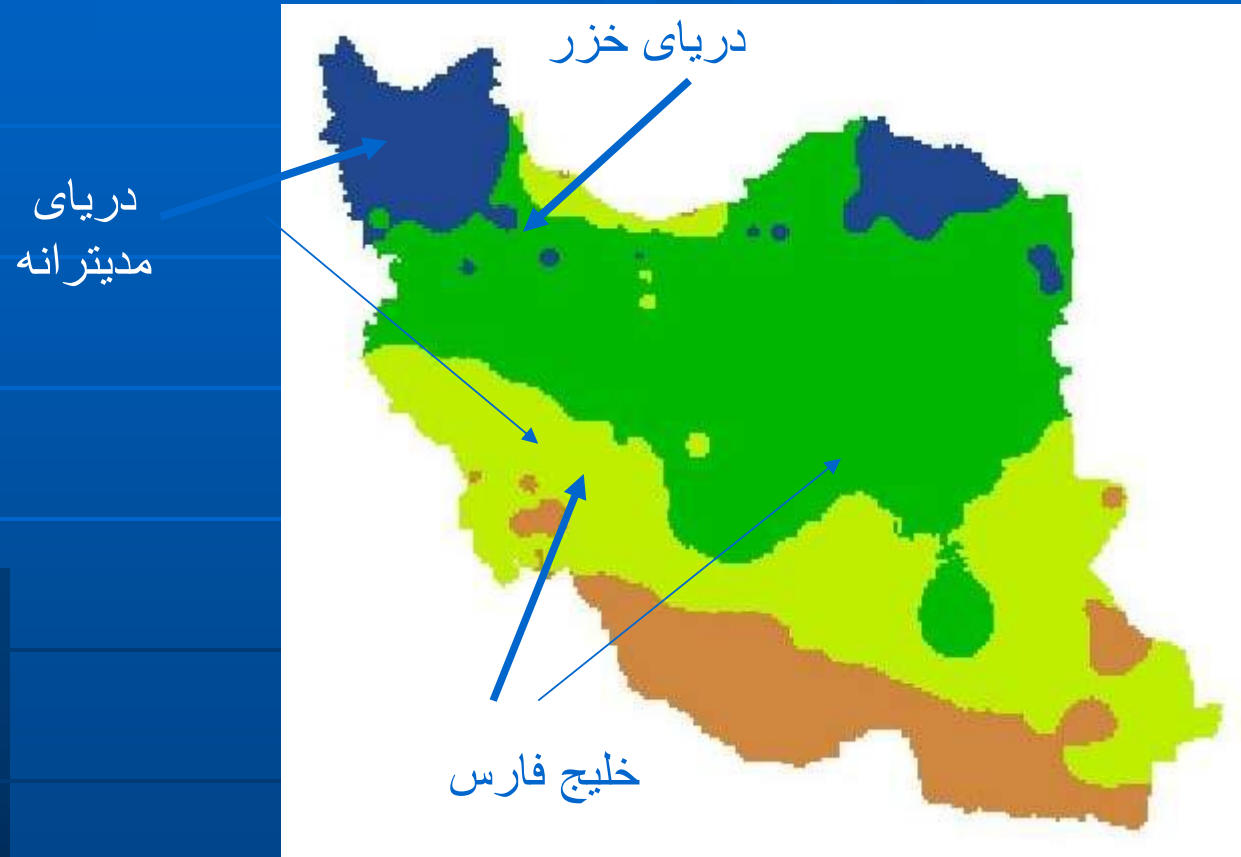 دریای خزر
دریای
مدیترانه
خلیج فارس